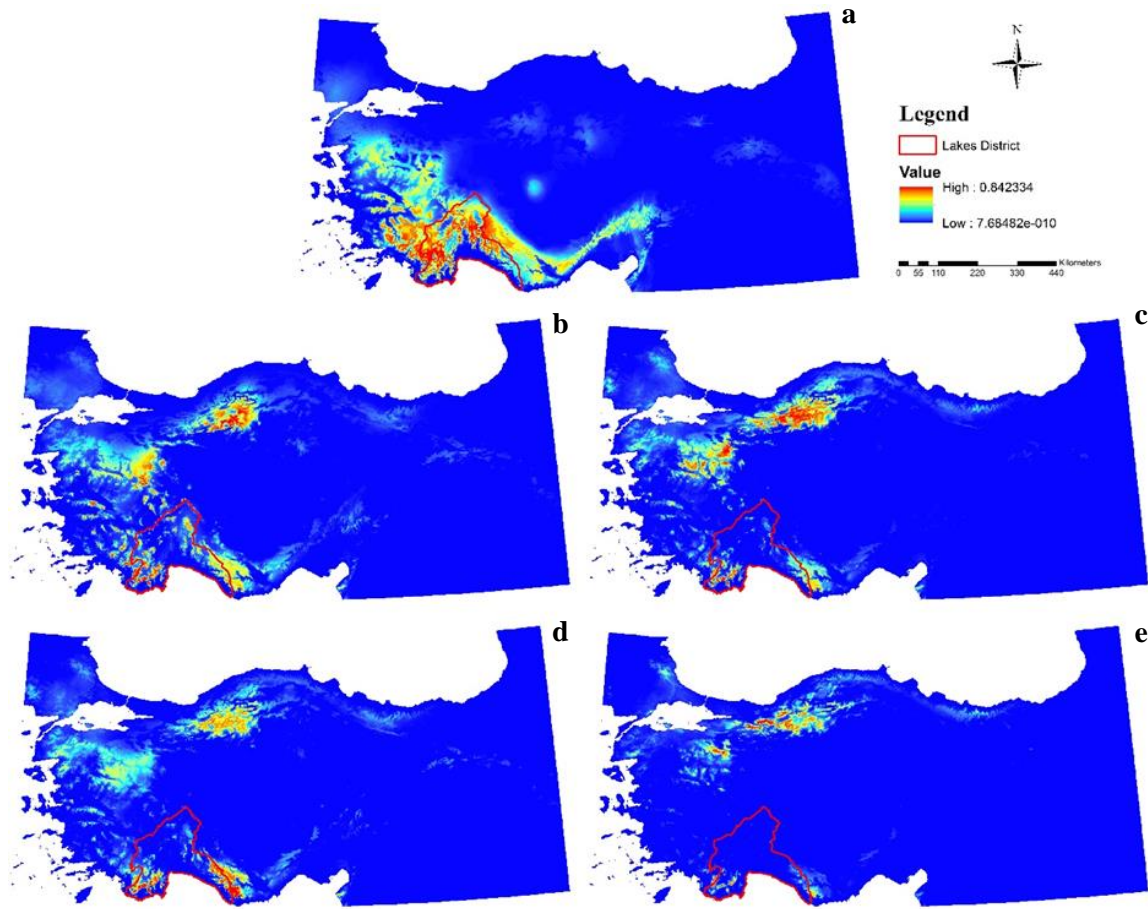 a
N
Legend
Lakes District
Value
High : 0.842334
Low : 7.68482e-010
Kilometers
0 55 110 220 330 440
b
c
d
e